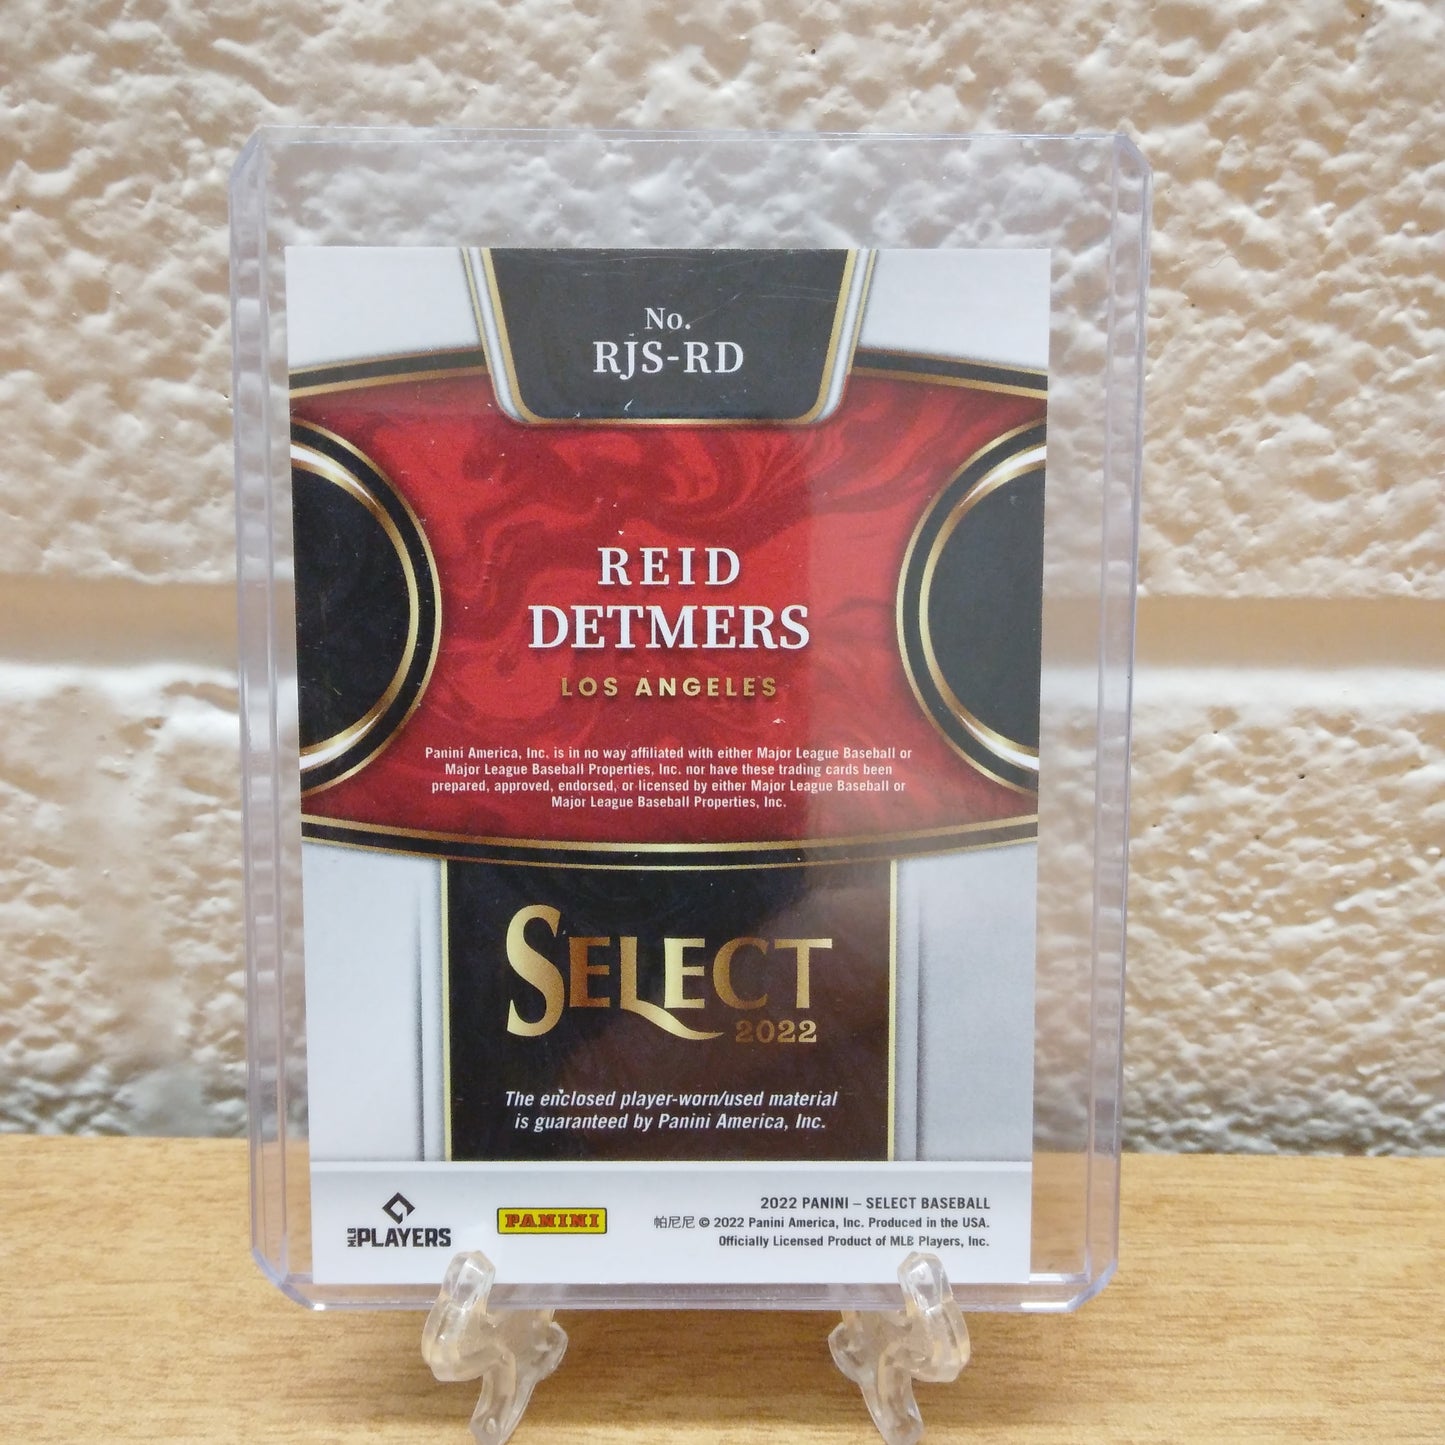 No.
RJS-RD
REID
DETMERS
LOS ANGELES
Panini America, Inc. is in no way affiliated with either Major League Baseball or
Major League Baseball Properties, Inc. nor have these trading cards been
prepared, approved, endorsed, or licensed by either Major League Baseball or
Major League Baseball Properties, Inc.
SELECT
2022
The enclosed player-worn/used material
is guaranteed by Panini America, Inc.
MLB PLAYERS
PANINI
2022 PANINI – SELECT BASEBALL
帕尼尼 © 2022 Panini America, Inc. Produced in the USA.
Officially Licensed Product of MLB Players, Inc.